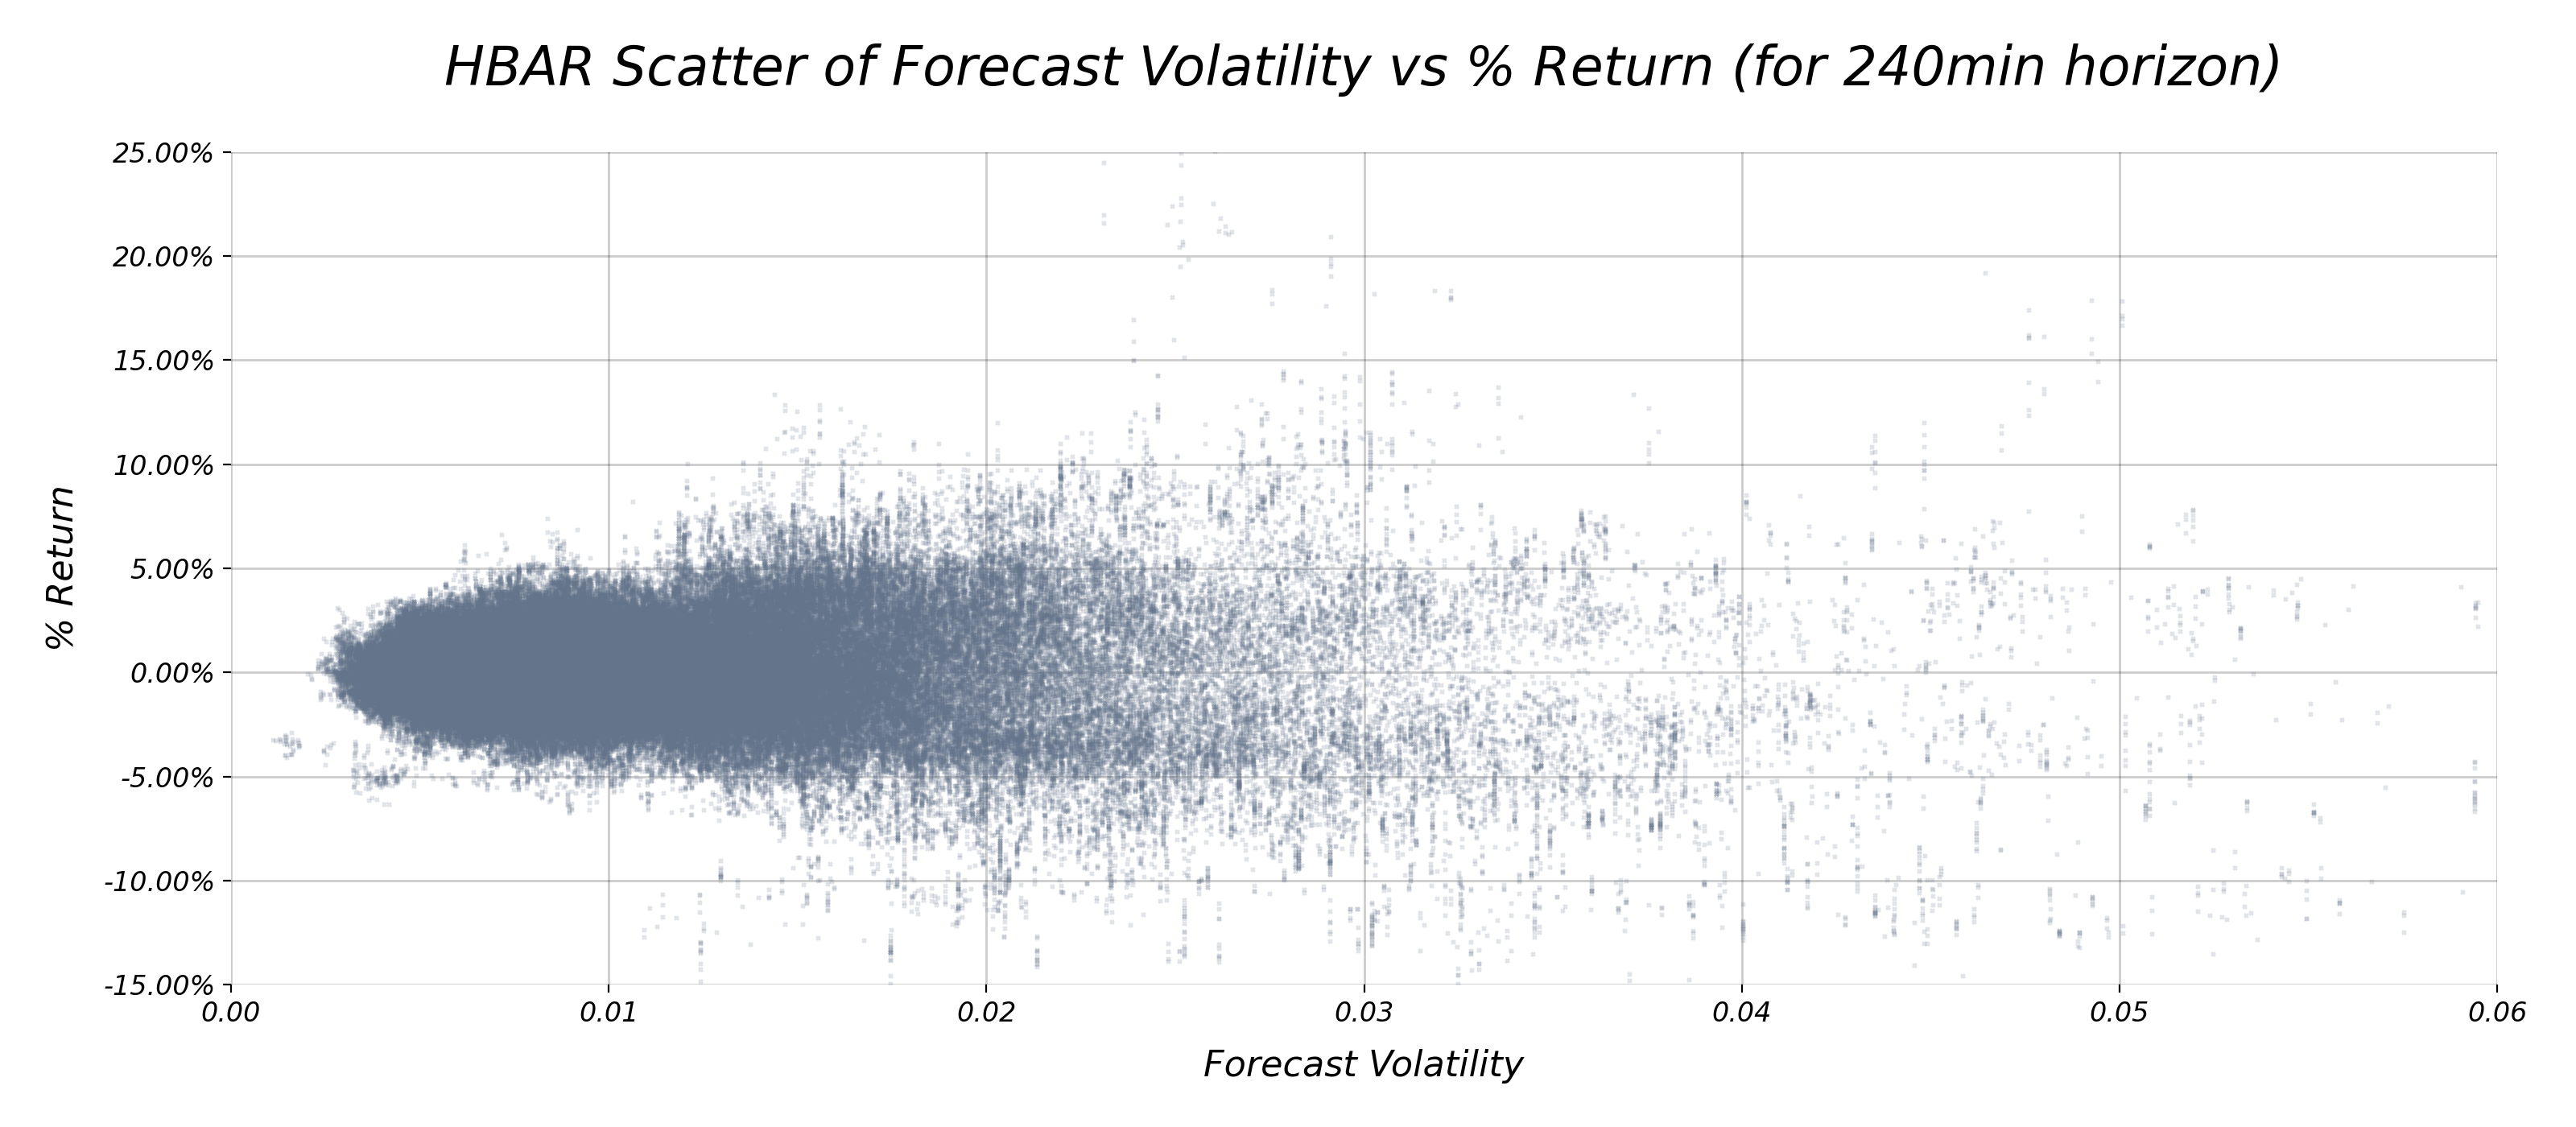 HBAR Scatter of Forecast Volatility vs % Return (for 240min horizon)
25.00%
20.00%
15.00%
10.00%
5.00%
0.00%
-5.00%
-10.00%
-15.00%
% Return
0.00 0.01 0.02 0.03 0.04 0.05 0.06
Forecast Volatility